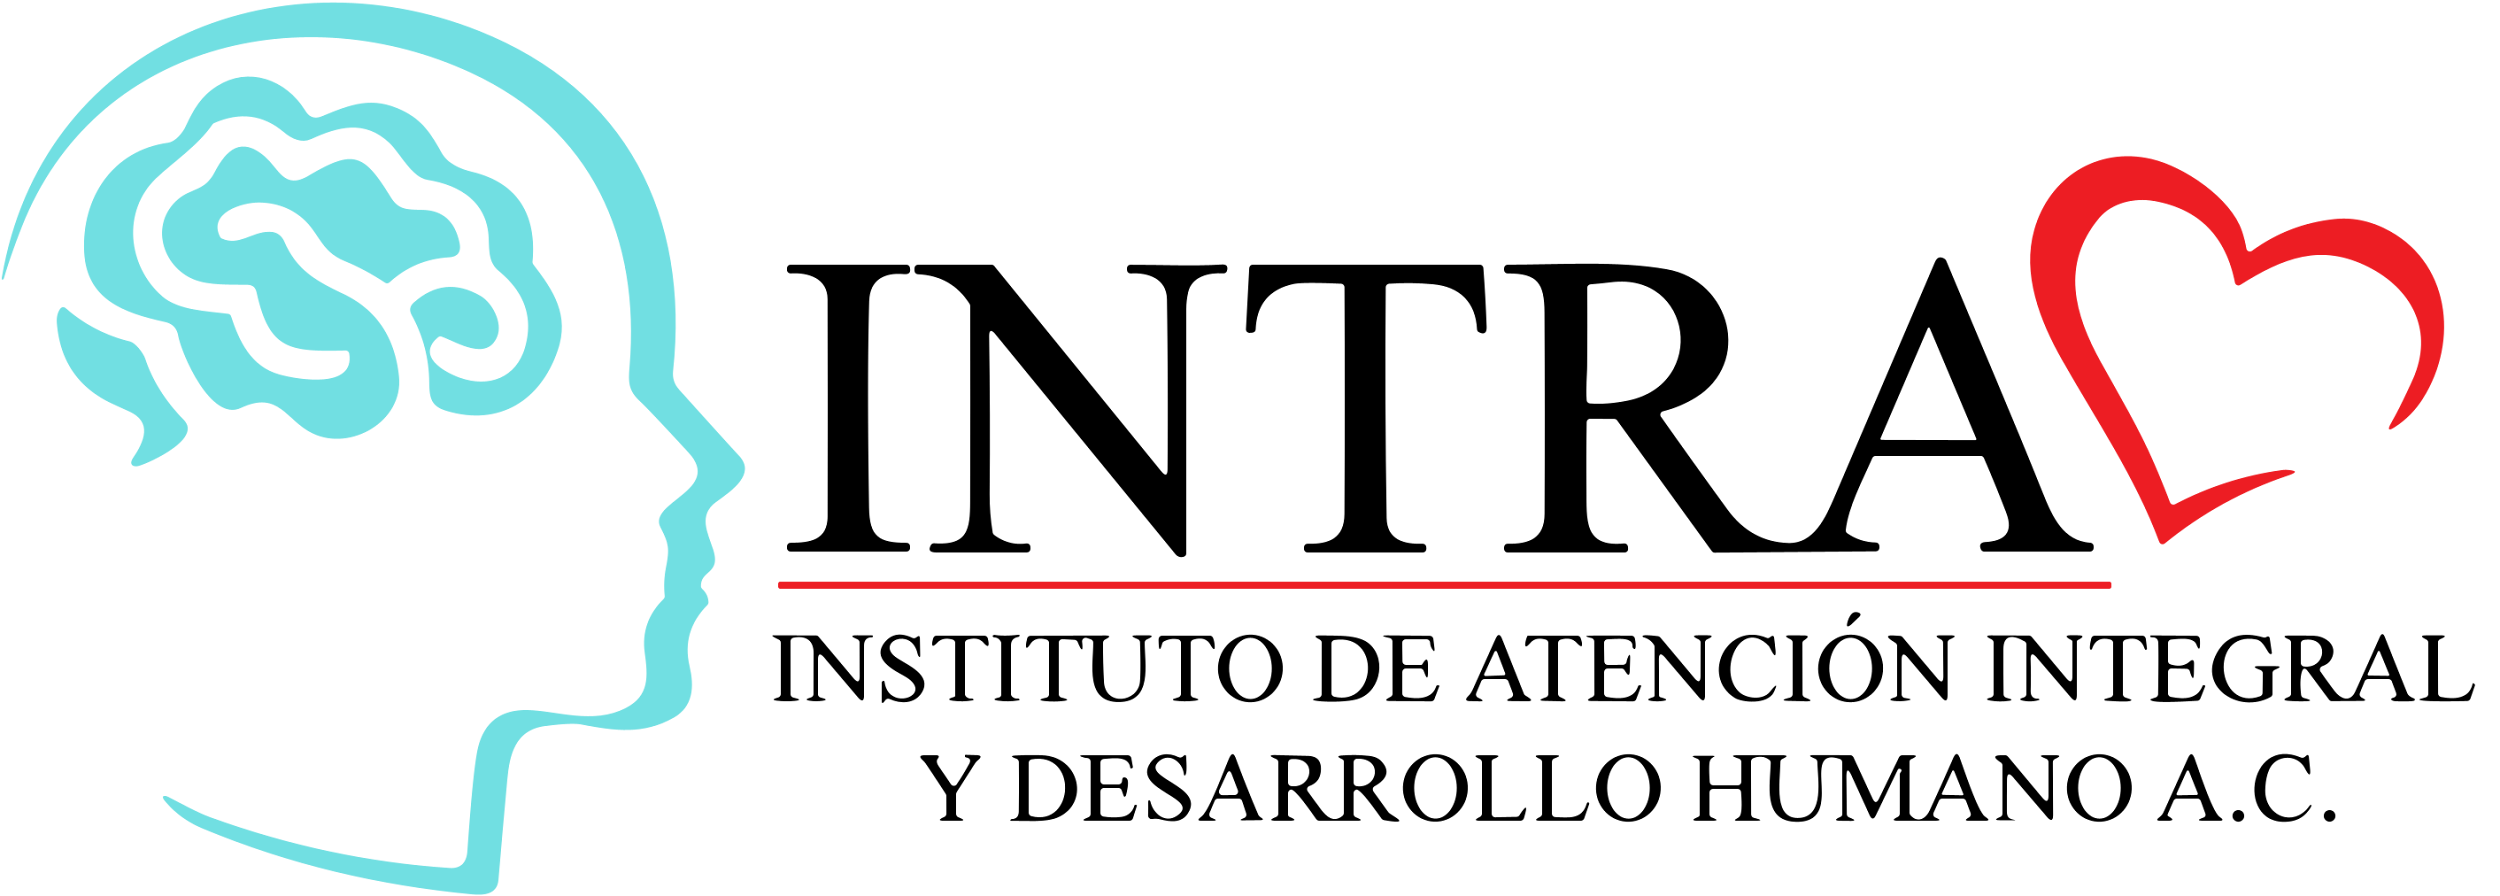 INTRA
INSTITUTO DE ATENCIÓN INTEGRAL
Y DESARROLLO HUMANO, A.C.